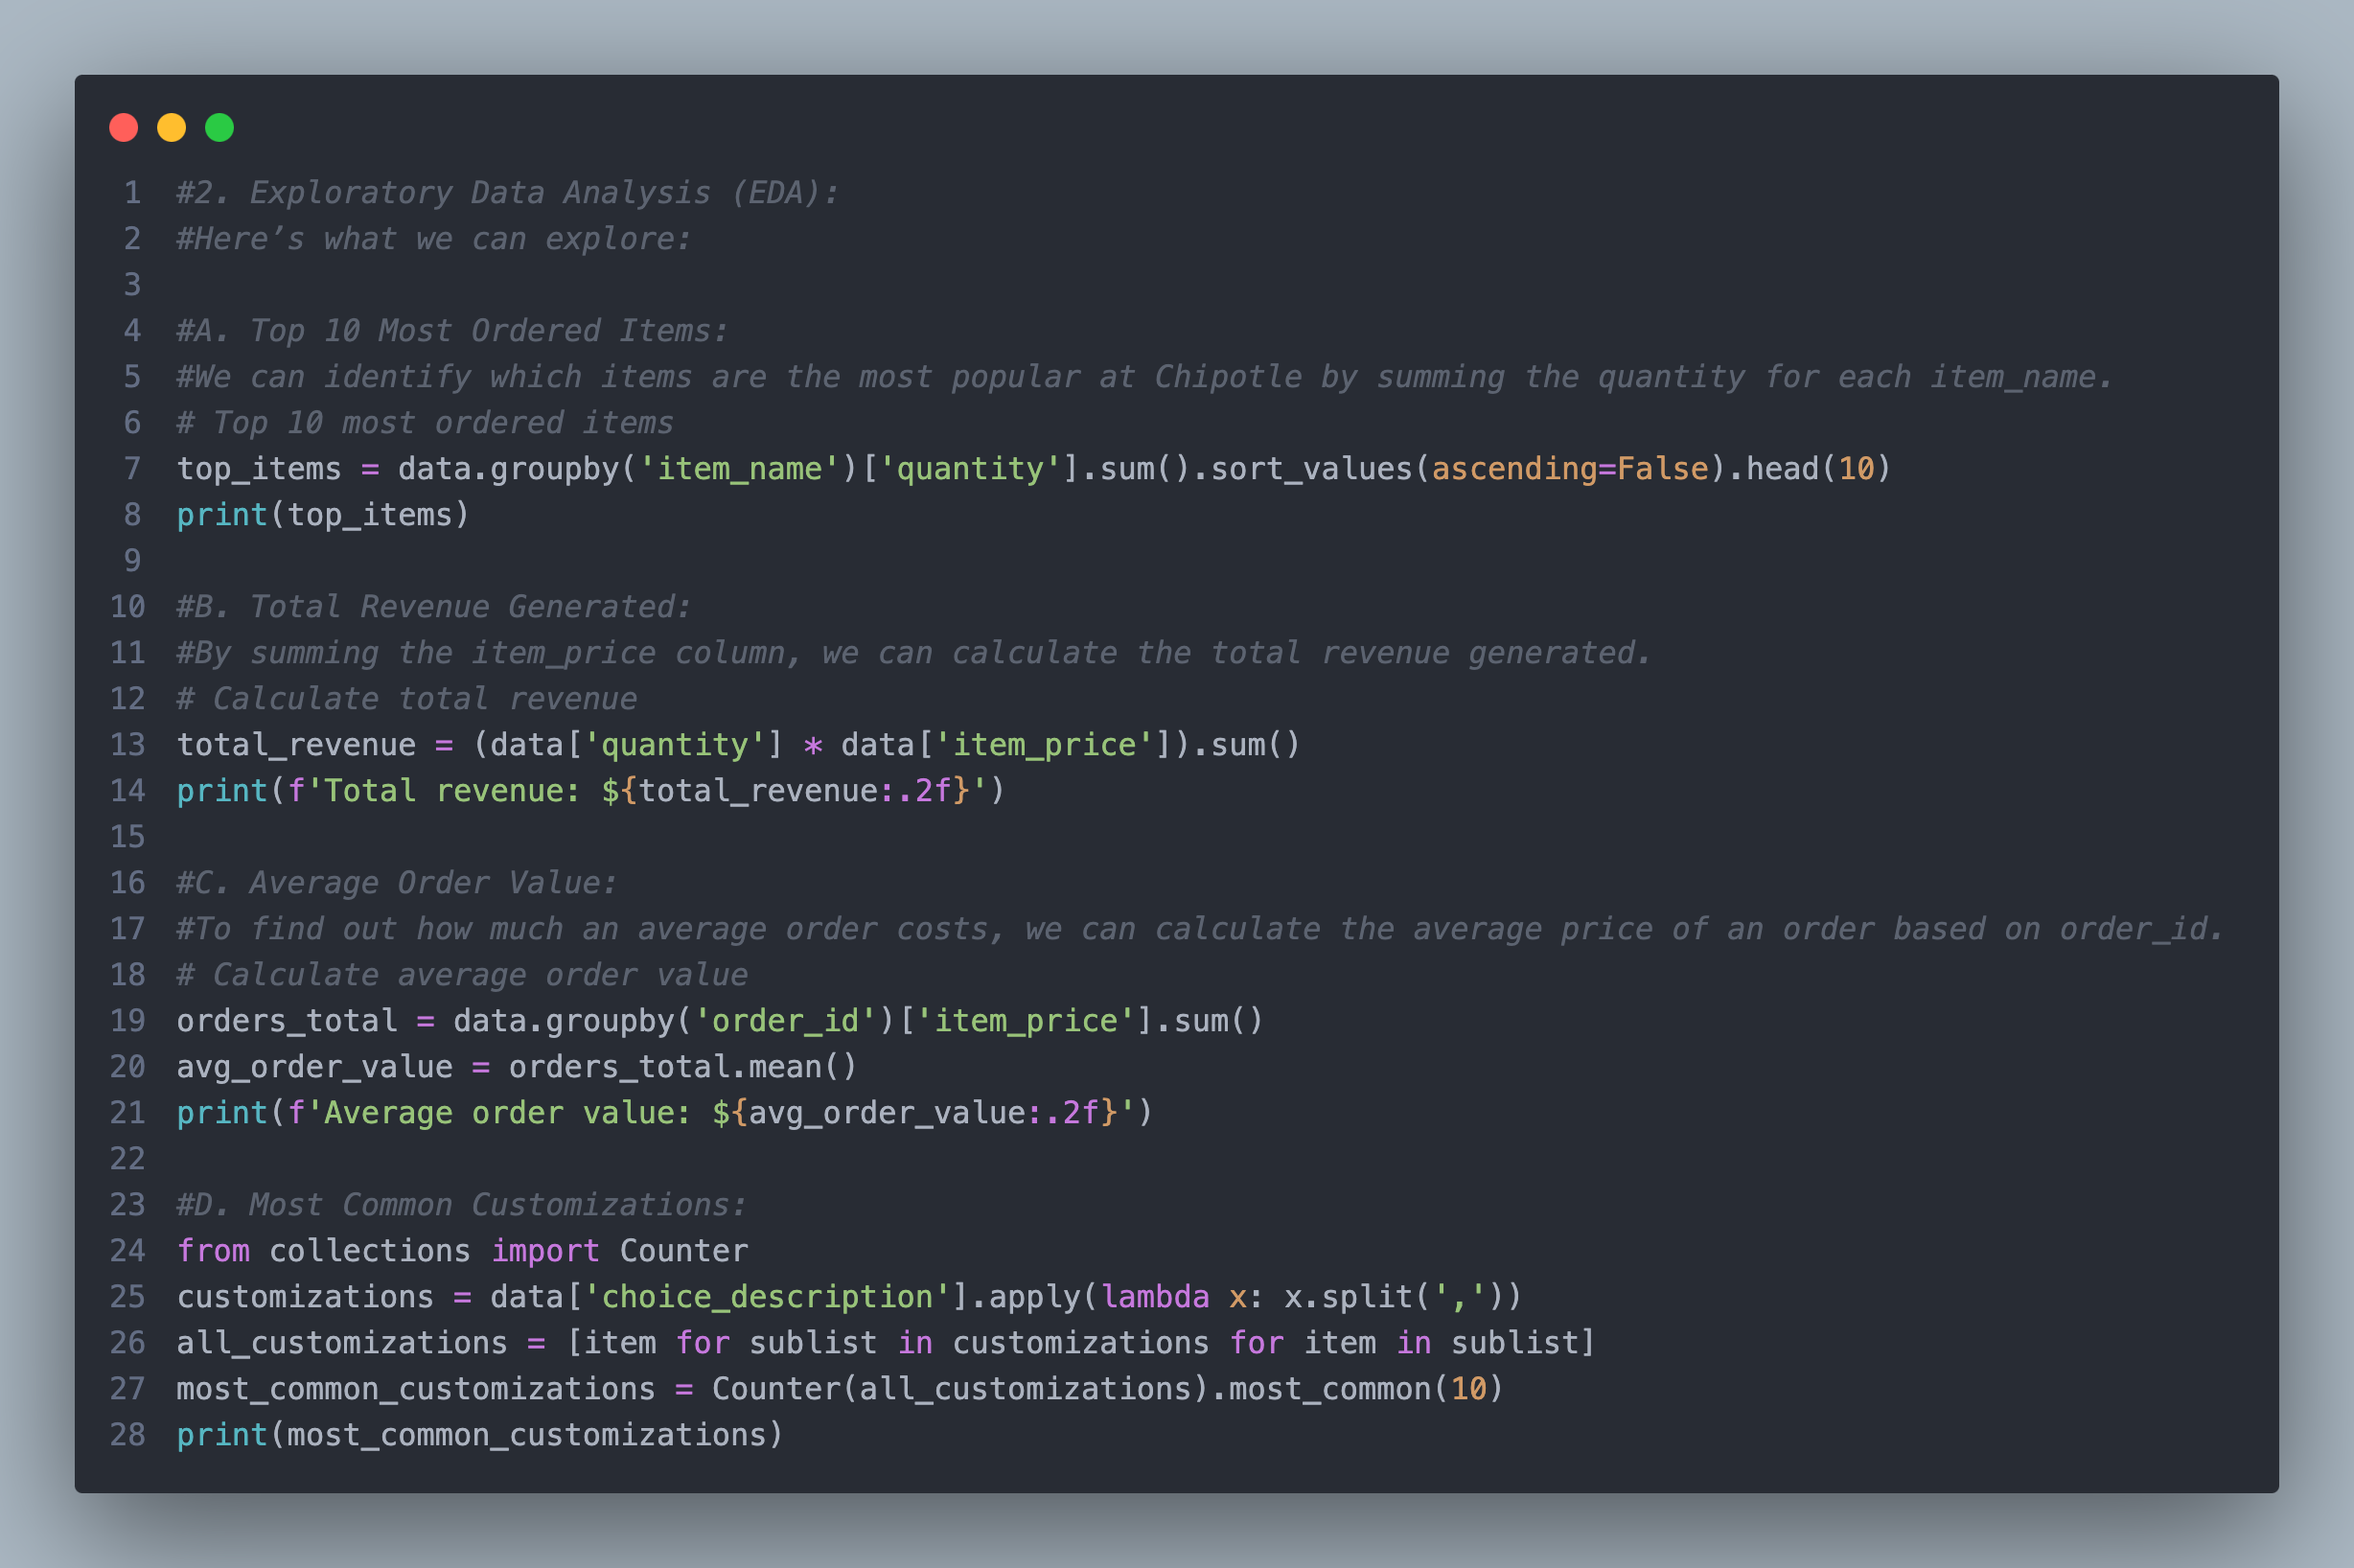 1 #2. Exploratory Data Analysis (EDA):
2 #Here’s what we can explore:
3
4 #A. Top 10 Most Ordered Items:
5 #We can identify which items are the most popular at Chipotle by summing the quantity for each item_name.
6 # Top 10 most ordered items
7 top_items = data.groupby('item_name')['quantity'].sum().sort_values(ascending=False).head(10)
8 print(top_items)
9
10 #B. Total Revenue Generated:
11 #By summing the item_price column, we can calculate the total revenue generated.
12 # Calculate total revenue
13 total_revenue = (data['quantity'] * data['item_price']).sum()
14 print(f'Total revenue: ${total_revenue:.2f}')
15
16 #C. Average Order Value:
17 #To find out how much an average order costs, we can calculate the average price of an order based on order_id.
18 # Calculate average order value
19 orders_total = data.groupby('order_id')['item_price'].sum()
20 avg_order_value = orders_total.mean()
21 print(f'Average order value: ${avg_order_value:.2f}')
22
23 #D. Most Common Customizations:
24 from collections import Counter
25 customizations = data['choice_description'].apply(lambda x: x.split(','))
26 all_customizations = [item for sublist in customizations for item in sublist]
27 most_common_customizations = Counter(all_customizations).most_common(10)
28 print(most_common_customizations)